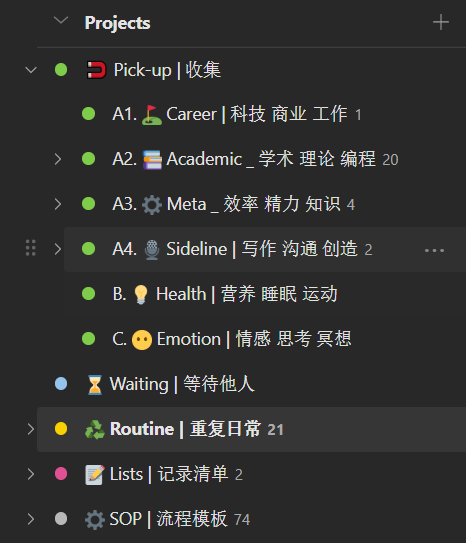 Projects
Pick-up | 收集
A1. Career | 科技 商业 工作 1
A2. Academic _ 学术 理论 编程 20
A3. Meta _ 效率 精力 知识 4
A4. Sideline | 写作 沟通 创造 2
B. Health | 营养 睡眠 运动
C. Emotion | 情感 思考 冥想
Waiting | 等待他人
Routine | 重复日常 21
Lists | 记录清单 2
SOP | 流程模板 74